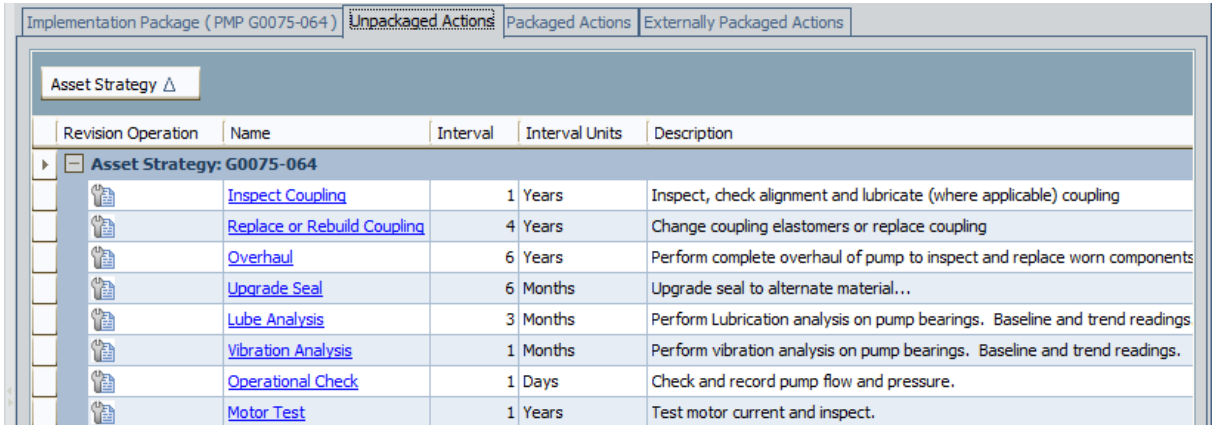 Implementation Package ( PMP G0075-064 ) Unpackaged Actions Packaged Actions Externally Packaged Actions
Asset Strategy △
Revision Operation Name Interval Interval Units Description
Asset Strategy: G0075-064
Inspect Coupling 1 Years Inspect, check alignment and lubricate (where applicable) coupling
Replace or Rebuild Coupling 4 Years Change coupling elastomers or replace coupling
Overhaul 6 Years Perform complete overhaul of pump to inspect and replace worn components
Upgrade Seal 6 Months Upgrade seal to alternate material...
Lube Analysis 3 Months Perform Lubrication analysis on pump bearings. Baseline and trend readings
Vibration Analysis 1 Months Perform vibration analysis on pump bearings. Baseline and trend readings.
Operational Check 1 Days Check and record pump flow and pressure.
Motor Test 1 Years Test motor current and inspect.